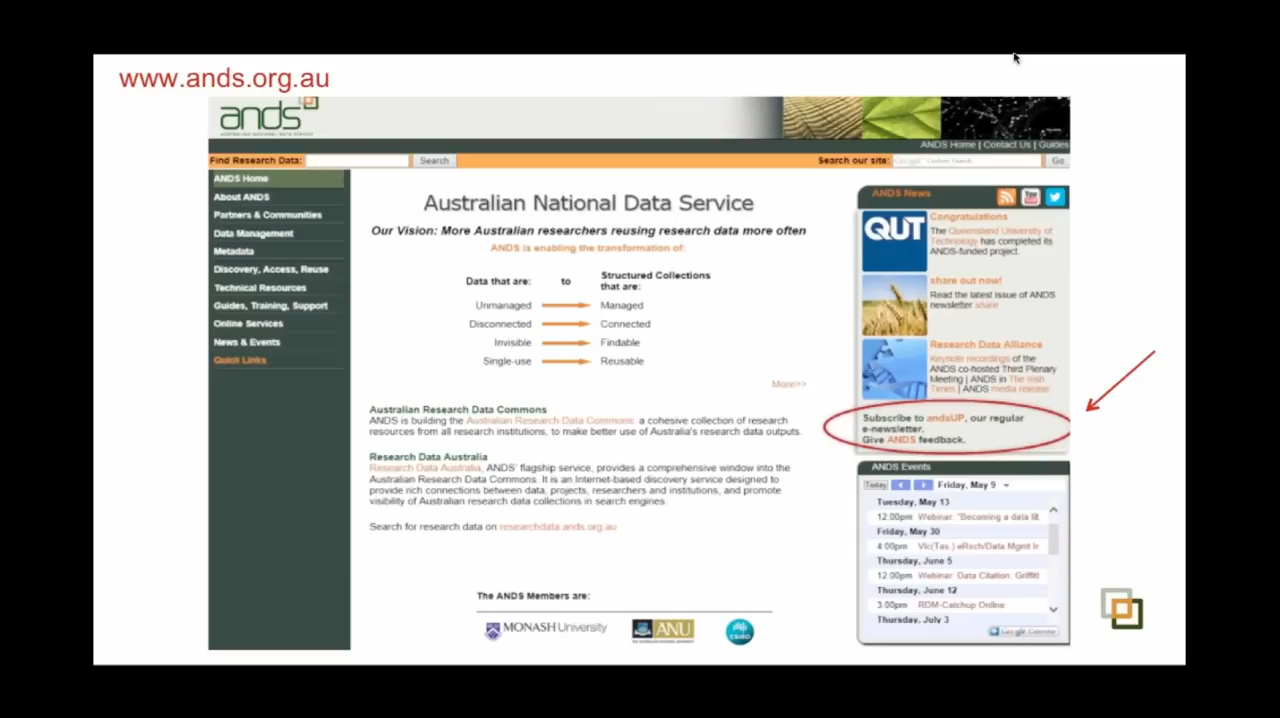 www.ands.org.au
ands
ANDS Home | Contact Us | Guides
Find Research Data: Search
Search our site: Go
ANDS Home
About ANDS
Partners & Communities
Data Management
Metadata
Discovery, Access, Reuse
Technical Resources
Guides, Training, Support
Online Services
News & Events
Quick Links
Australian National Data Service
Our Vision: More Australian researchers reusing research data more often
ANDS is enabling the transformation of:
Data that are: to Structured Collections
that are:
Unmanaged Managed
Disconnected Connected
Invisible Findable
Single-use Reusable
More>>
Australian Research Data Commons
ANDS is building the Australian Research Data Commons: a cohesive collection of research
resources from all research institutions, to make better use of Australia's research data outputs.
Research Data Australia
Research Data Australia, ANDS' flagship service, provides a comprehensive window into the
Australian Research Data Commons. It is an Internet-based discovery service designed to
provide rich connections between data, projects, researchers and institutions, and promote
visibility of Australian research data collections in search engines.
Search for research data on researchdata.ands.org.au
The ANDS Members are:
MONASH University
ANU
CSIRO
ANDS News
You
QUT
Congratulations
The Queensland University of
Technology has completed its
ANDS-funded project.
share out now!
Read the latest issue of ANDS
newsletter share
Research Data Alliance
Keynote recordings of the
ANDS co-hosted Third Plenary
Meeting | ANDS in The Irish
Times | ANDS media release
Subscribe to andsUP, our regular
e-newsletter.
Give ANDS feedback.
ANDS Events
Today Friday, May 9
Tuesday, May 13
12:00pm Webinar: "Becoming a data
Friday, May 30
4:00pm Vic(Tas.) eRsch/Data Mgmt
Thursday, June 5
12:00pm Webinar: Data Citation: Griffit
Thursday, June 12
3:00pm RDM-Catchup Online
Thursday, July 3
Google Calendar